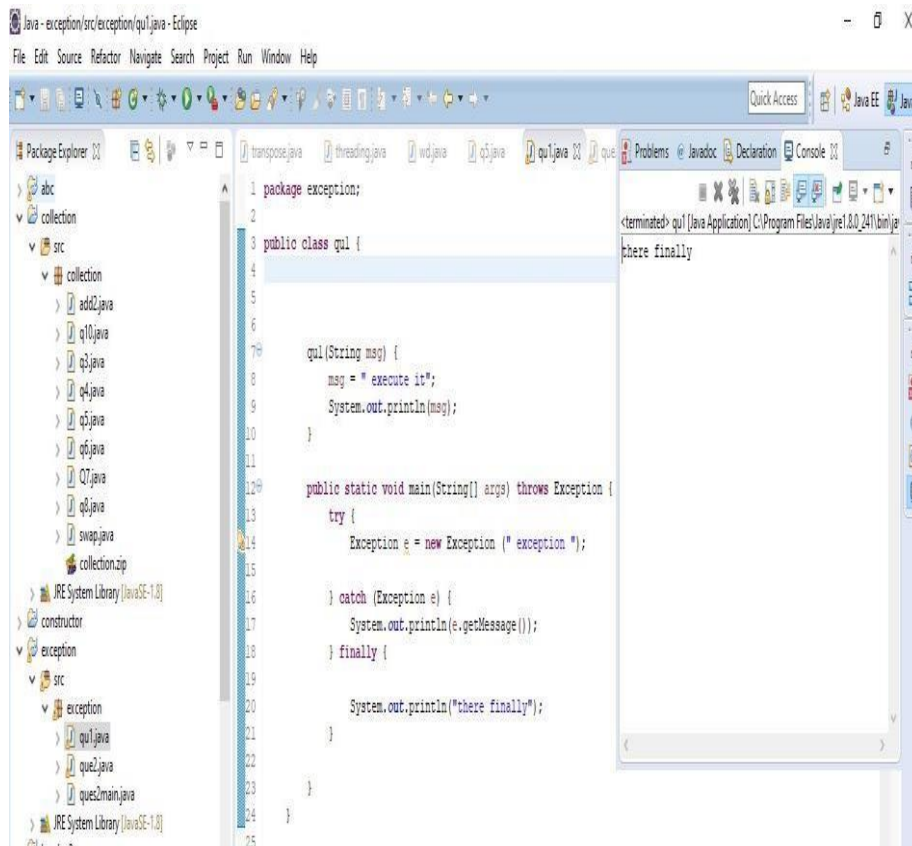 Java - exception/src/exception/qu1.java - Eclipse
File Edit Source Refactor Navigate Search Project Run Window Help
Quick Access
Java EE
Java
Package Explorer
abc
collection
src
collection
add2.java
q10.java
q3.java
q4.java
q5.java
q6.java
Q7.java
q8.java
swap.java
collection.zip
JRE System Library [JavaSE-1.8]
constructor
exception
src
exception
qu1.java
que2.java
ques2main.java
JRE System Library [JavaSE-1.8]
transpose.java threading.java wd.java q5.java qu1.java que
1 package exception;
2
3 public class qu1 {
4
5
6
7 qu1(String msg) {
8 msg = " execute it";
9 System.out.println(msg);
10 }
11
12 public static void main(String[] args) throws Exception {
13 try {
14 Exception e = new Exception (" exception ");
15
16 } catch (Exception e) {
17 System.out.println(e.getMessage());
18 } finally {
19
20 System.out.println("there finally");
21 }
22
23 }
24 }
25
Problems Javadoc Declaration Console
<terminated> qu1 [Java Application] C:\Program Files\Java\jre1.8.0_241\bin\ja
there finally